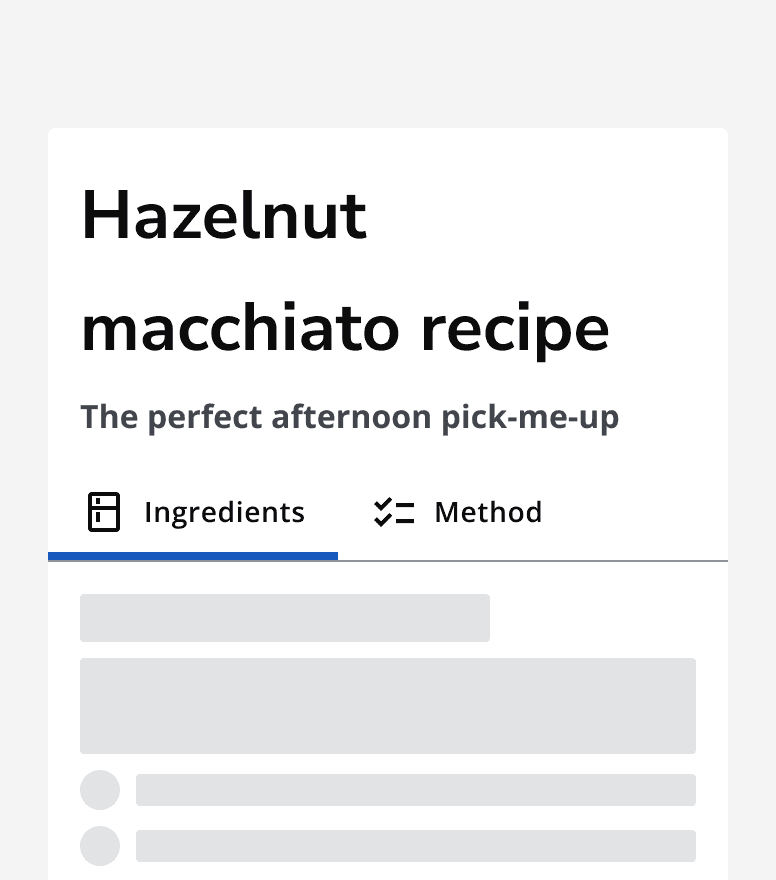 Hazelnut
macchiato recipe
The perfect afternoon pick-me-up
Ingredients
Method